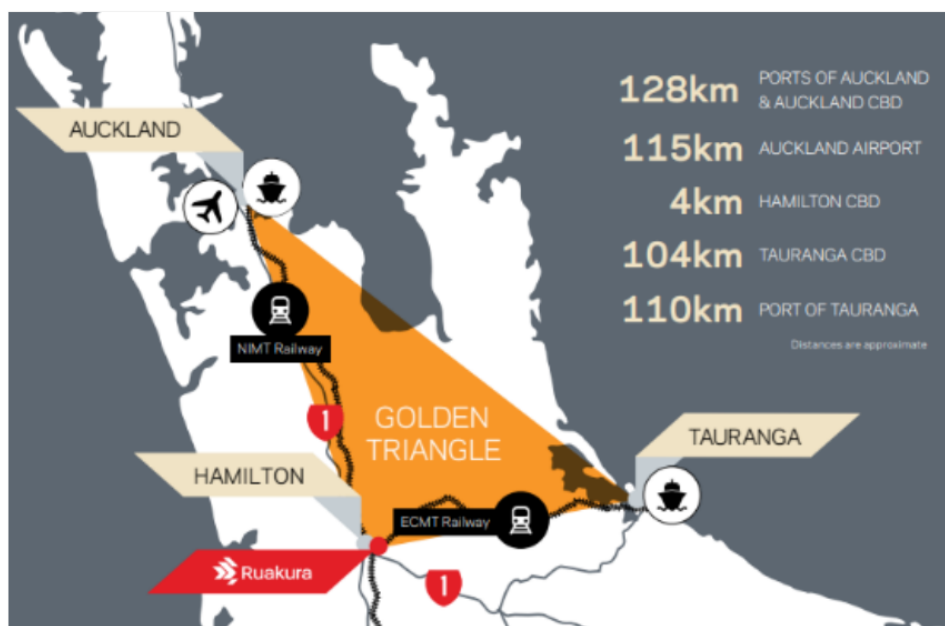 128km
PORTS OF AUCKLAND
& AUCKLAND CBD
115km
AUCKLAND AIRPORT
4km
HAMILTON CBD
104km
TAURANGA CBD
110km
PORT OF TAURANGA
Distances are approximate
AUCKLAND
NIMT Railway
1
GOLDEN
TRIANGLE
TAURANGA
HAMILTON
ECMT Railway
Ruakura
1